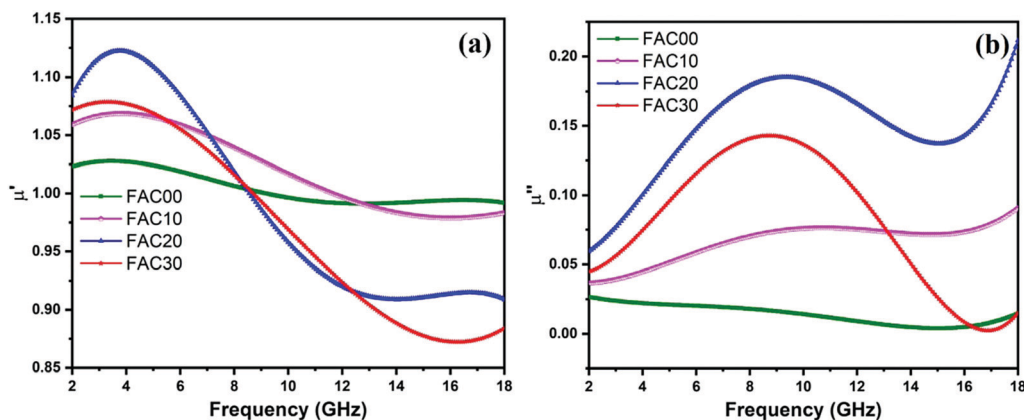 (a)
μ'
1.15
1.10
1.05
1.00
0.95
0.90
0.85
FAC00
FAC10
FAC20
FAC30
2 4 6 8 10 12 14 16 18
Frequency (GHz)
(b)
μ''
0.20
0.15
0.10
0.05
0.00
FAC00
FAC10
FAC20
FAC30
2 4 6 8 10 12 14 16 18
Frequency (GHz)